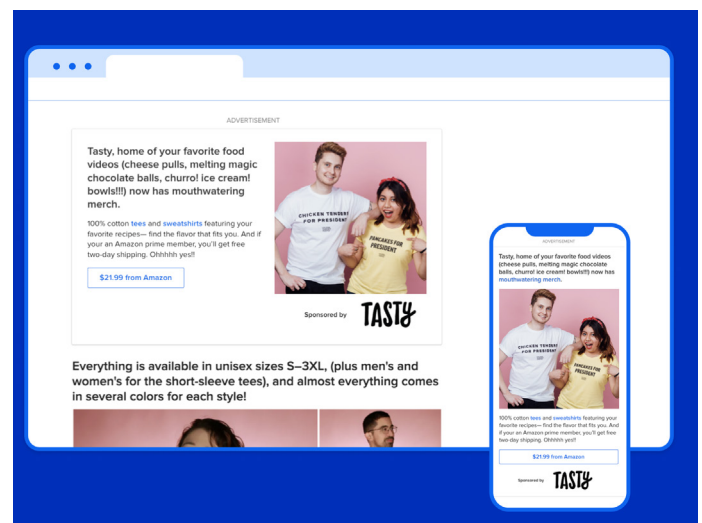 ADVERTISEMENT
Tasty, home of your favorite food
videos (cheese pulls, melting magic
chocolate balls, churro! ice cream!
bowls!!!) now has mouthwatering
merch.
100% cotton tees and sweatshirts featuring your
favorite recipes— find the flavor that fits you. And if
your an Amazon prime member, you'll get free
two-day shipping. Ohhhhh yes!!
$21.99 from Amazon
CHICKEN TENDERS
FOR PRESIDENT
PANCAKES FOR
PRESIDENT
Sponsored by
TASTY
Everything is available in unisex sizes S–3XL, (plus men's and
women's for the short-sleeve tees), and almost everything comes
in several colors for each style!
ADVERTISEMENT
Tasty, home of your favorite food videos
(cheese pulls, melting magic chocolate
balls, churro! ice cream! bowls!!!) now has
mouthwatering merch.
CHICKEN TENDERS
FOR PRESIDENT
PANCAKES FOR
PRESIDENT
100% cotton tees and sweatshirts featuring your
favorite recipes— find the flavor that fits you. And
if your an Amazon prime member, you'll get free
two-day shipping. Ohhhhh yes!!
$21.99 from Amazon
Sponsored by
TASTY